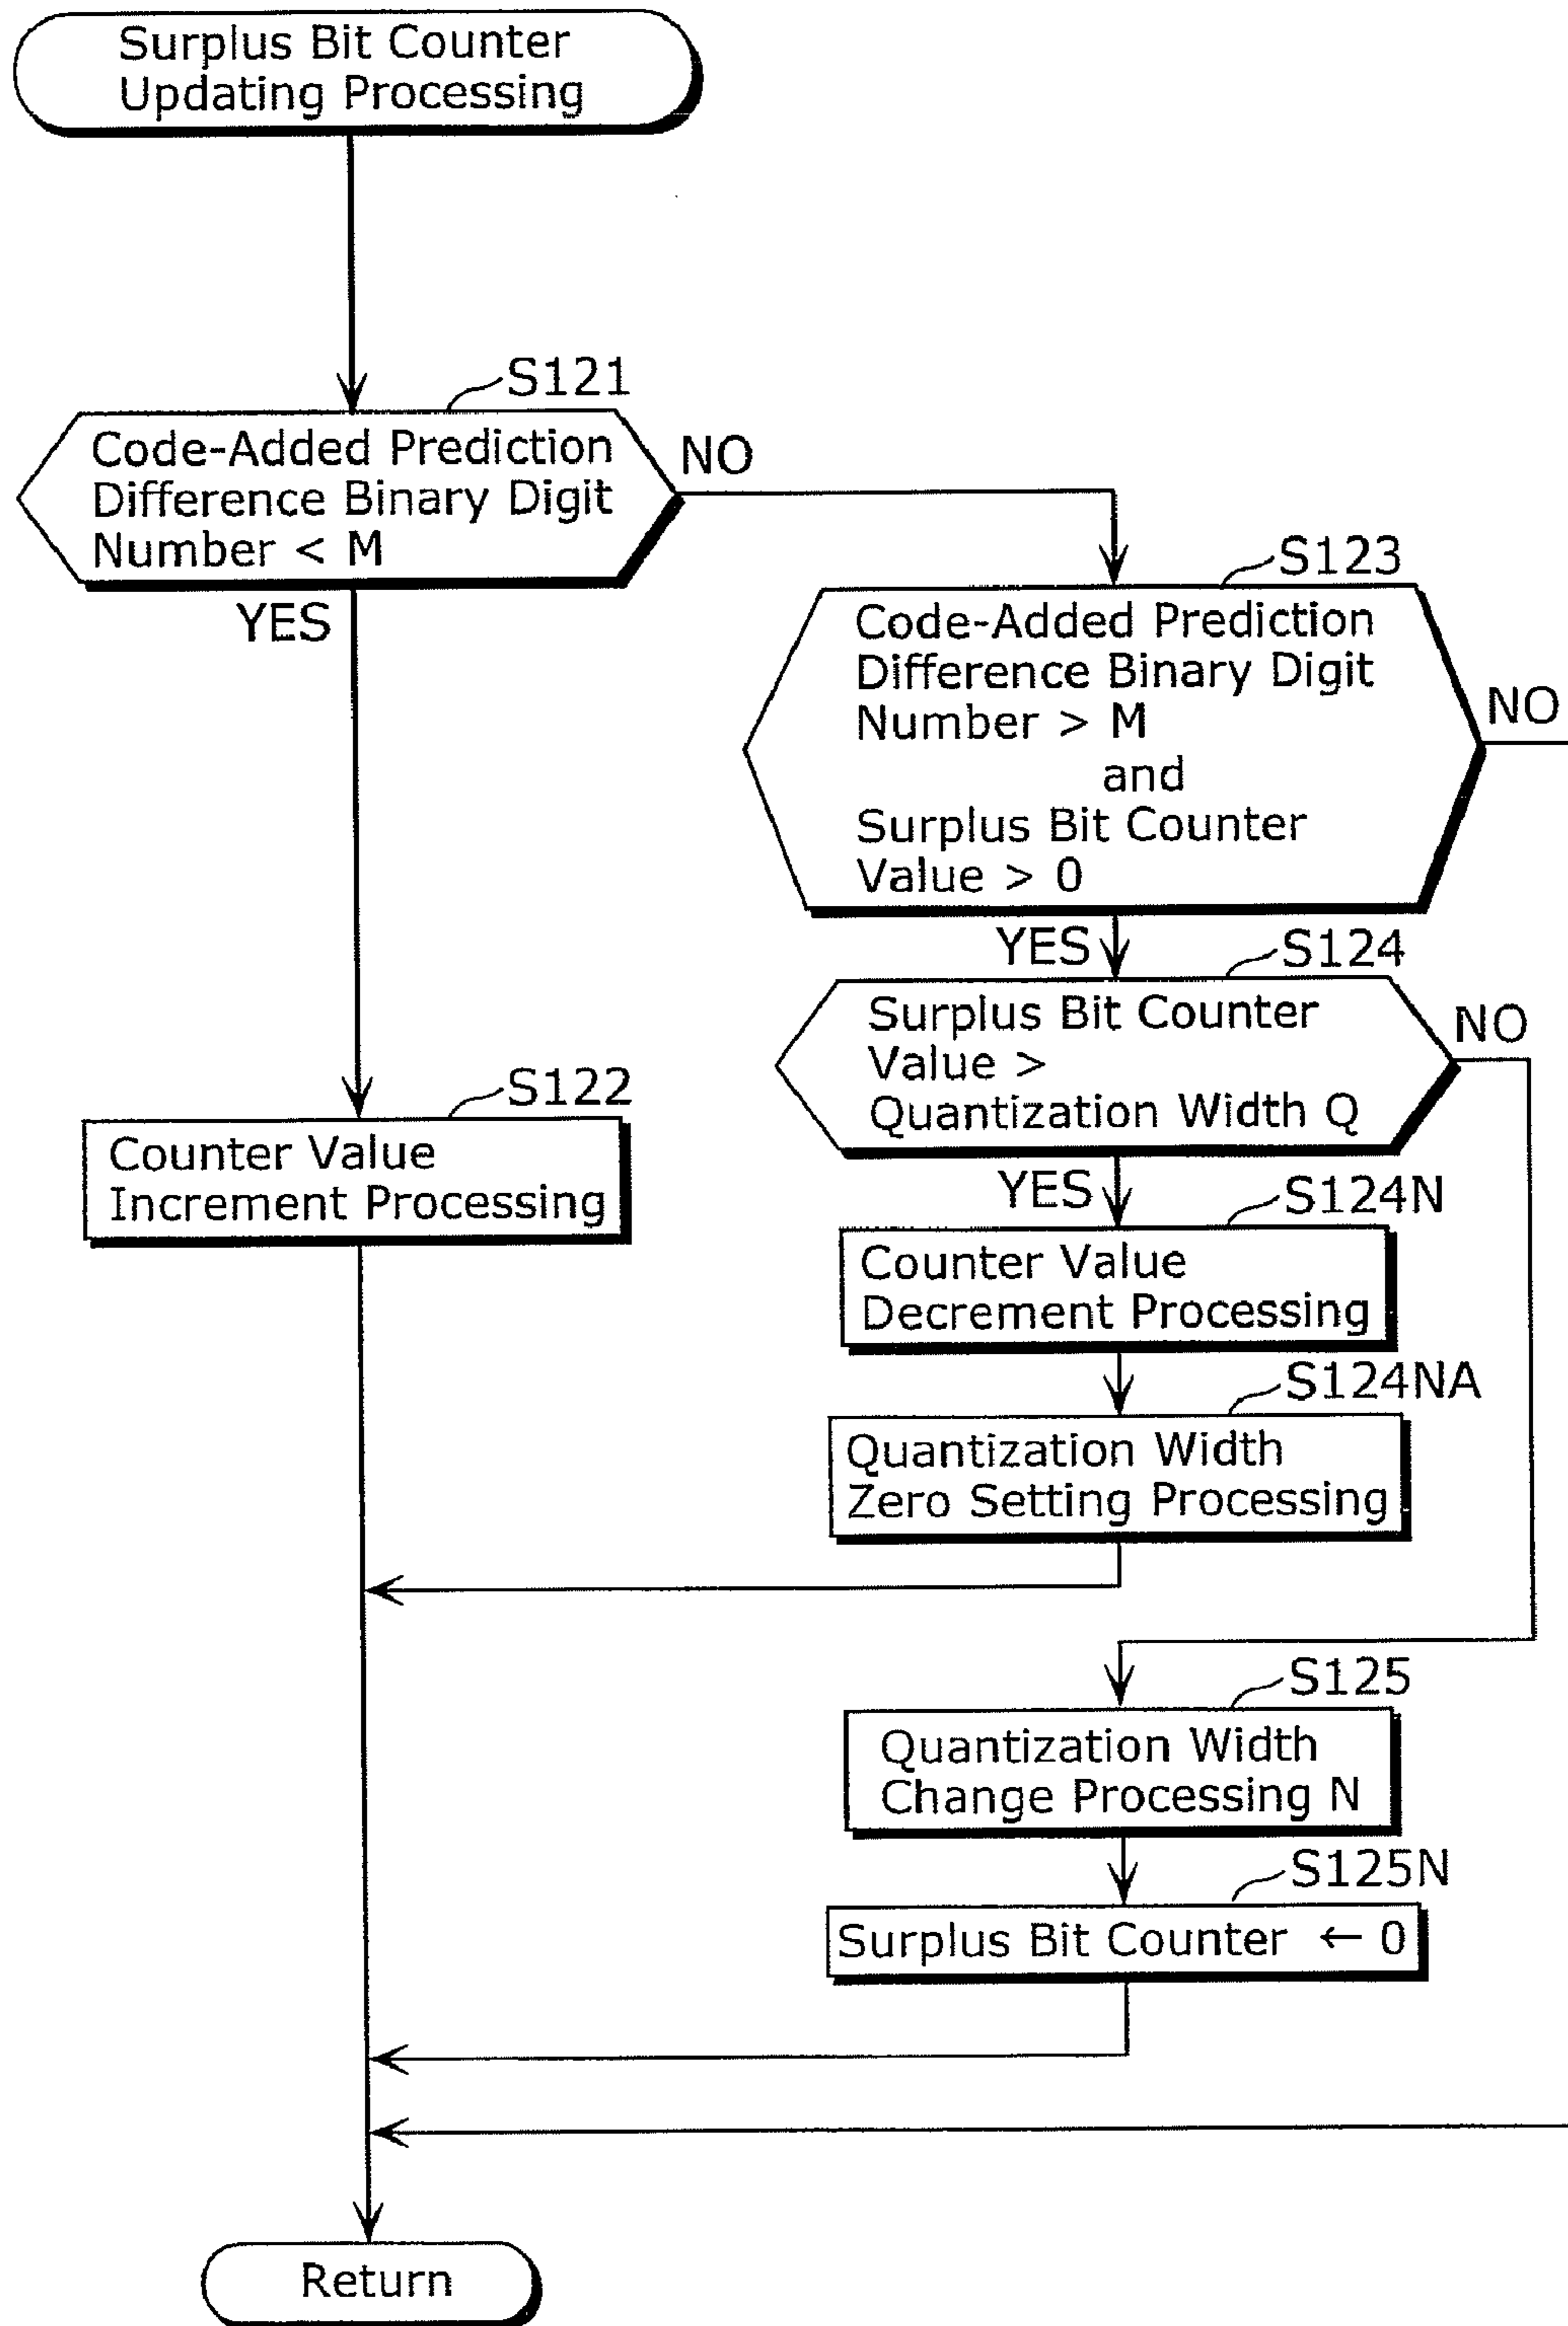 Surplus Bit Counter
Updating Processing
S121
Code-Added Prediction
Difference Binary Digit
Number < M
NO
YES
S123
Code-Added Prediction
Difference Binary Digit
Number > M
and
Surplus Bit Counter
Value > 0
NO
YES
S124
Surplus Bit Counter
Value >
Quantization Width Q
NO
YES
S122
Counter Value
Increment Processing
S124N
Counter Value
Decrement Processing
S124NA
Quantization Width
Zero Setting Processing
S125
Quantization Width
Change Processing N
S125N
Surplus Bit Counter ← 0
Return